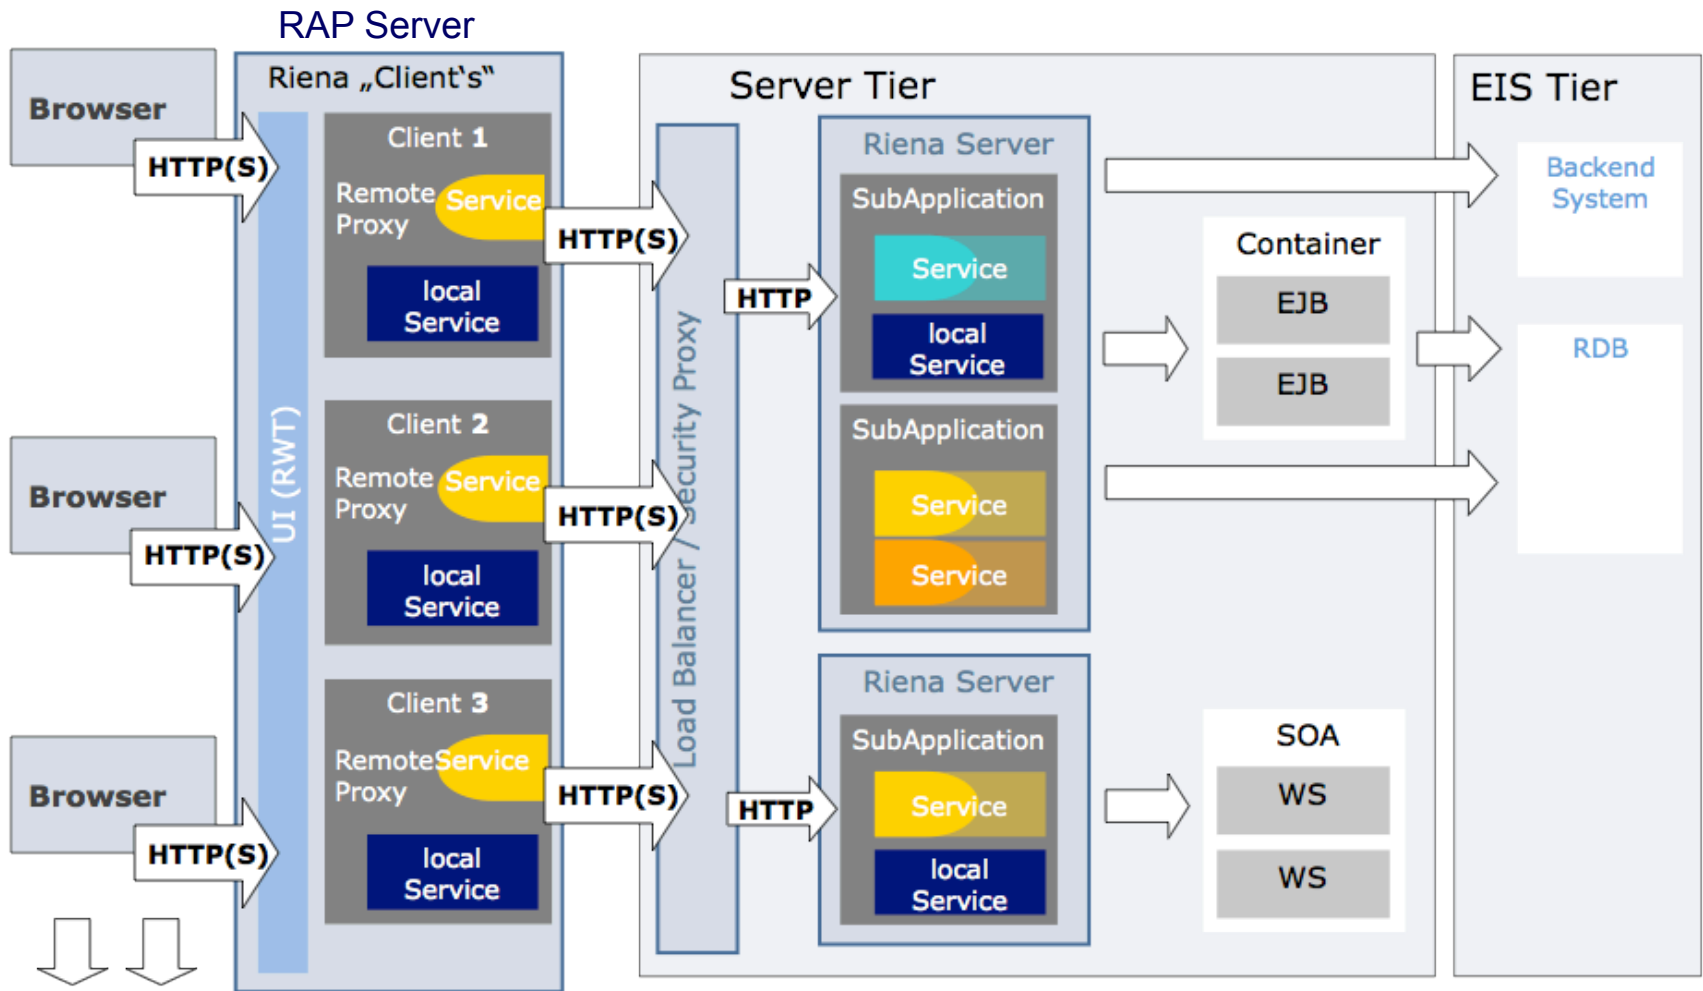 RAP Server
Browser
HTTP(S)
Browser
HTTP(S)
Browser
HTTP(S)
Riena „Client‘s“
UI (RWT)
Client 1
Remote Service
Proxy
local
Service
HTTP(S)
Client 2
Remote Service
Proxy
local
Service
HTTP(S)
Client 3
RemoteService
Proxy
local
Service
HTTP(S)
Server Tier
Load Balancer / Security Proxy
HTTP
HTTP
Riena Server
SubApplication
Service
local
Service
SubApplication
Service
Service
Riena Server
SubApplication
Service
local
Service
Container
EJB
EJB
SOA
WS
WS
EIS Tier
Backend
System
RDB